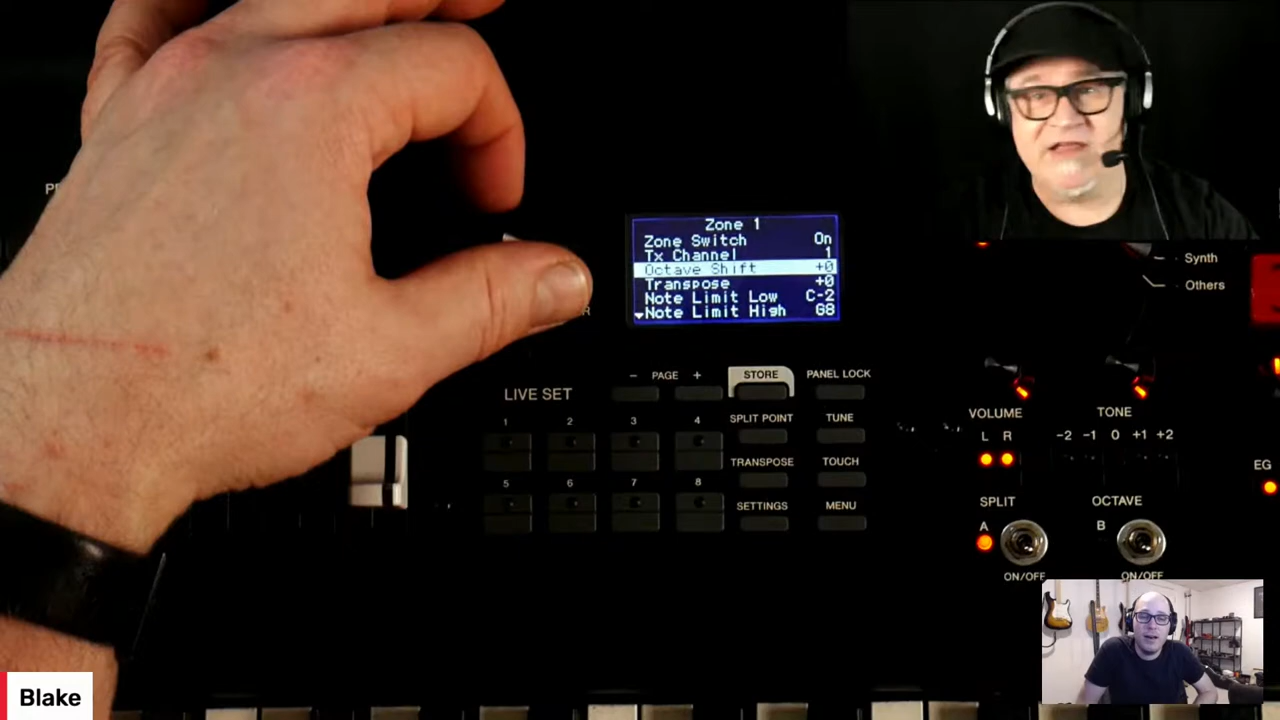 Zone 1
Zone Switch On
Tx Channel 1
Octave Shift +0
Transpose +0
Note Limit Low C-2
Note Limit High G8
Synth
Others
LIVE SET
- PAGE +
STORE
PANEL LOCK
1 2 3 4
SPLIT POINT
TUNE
TRANSPOSE
TOUCH
5 6 7 8
SETTINGS
MENU
VOLUME
L R
TONE
-2 -1 0 +1 +2
EG
SPLIT
A
ON/OFF
OCTAVE
B
ON/OFF
Blake